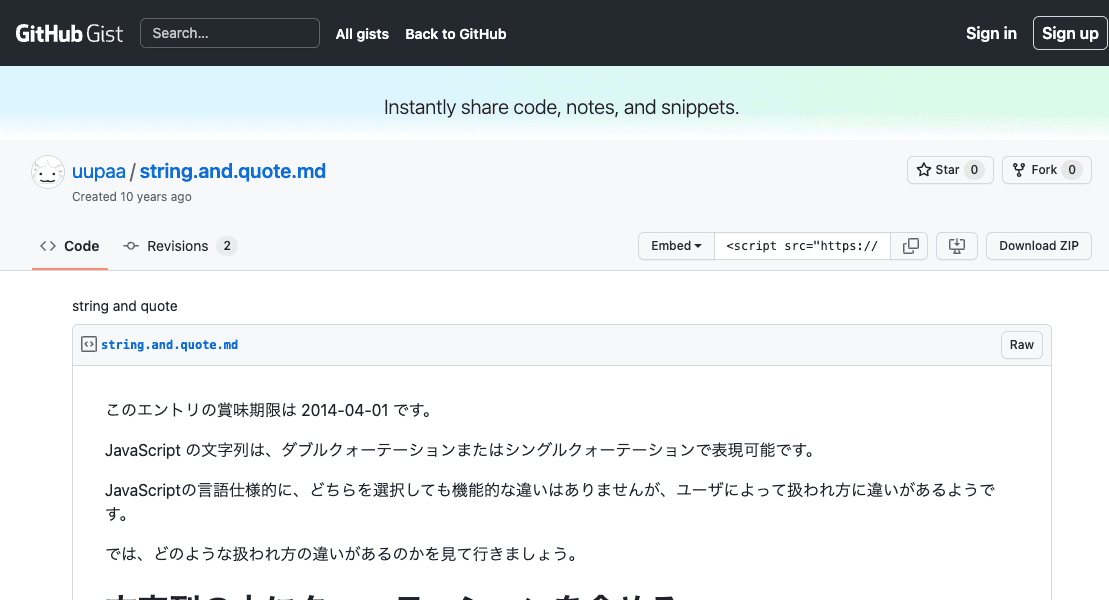 GitHub Gist Search... All gists Back to GitHub Sign in Sign up
Instantly share code, notes, and snippets.
uupaa / string.and.quote.md
Star 0 Fork 0
Created 10 years ago
Code Revisions 2 Embed <script src="https:// Download ZIP
string and quote
string.and.quote.md Raw
このエントリの賞味期限は 2014-04-01 です。
JavaScript の文字列は、ダブルクォーテーションまたはシングルクォーテーションで表現可能です。
JavaScriptの言語仕様的に、どちらを選択しても機能的な違いはありませんが、ユーザによって扱われ方に違いがあるようで
す。
では、どのような扱われ方の違いがあるのかを見て行きましょう。